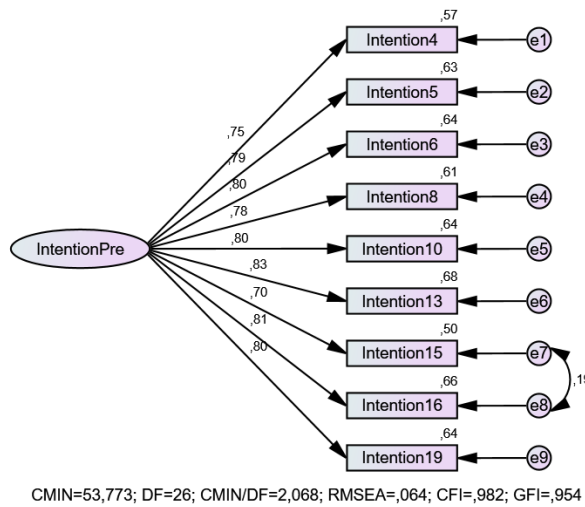 ,57
Intention4
e1
,75
,63
Intention5
e2
,79
,64
Intention6
e3
,80
,61
Intention8
e4
,78
,64
IntentionPre
,80
Intention10
e5
,68
,83
Intention13
e6
,50
,70
Intention15
e7
,81
,66
Intention16
e8
,80
,64
Intention19
e9
CMIN=53,773; DF=26; CMIN/DF=2,068; RMSEA=,064; CFI=,982; GFI=,954